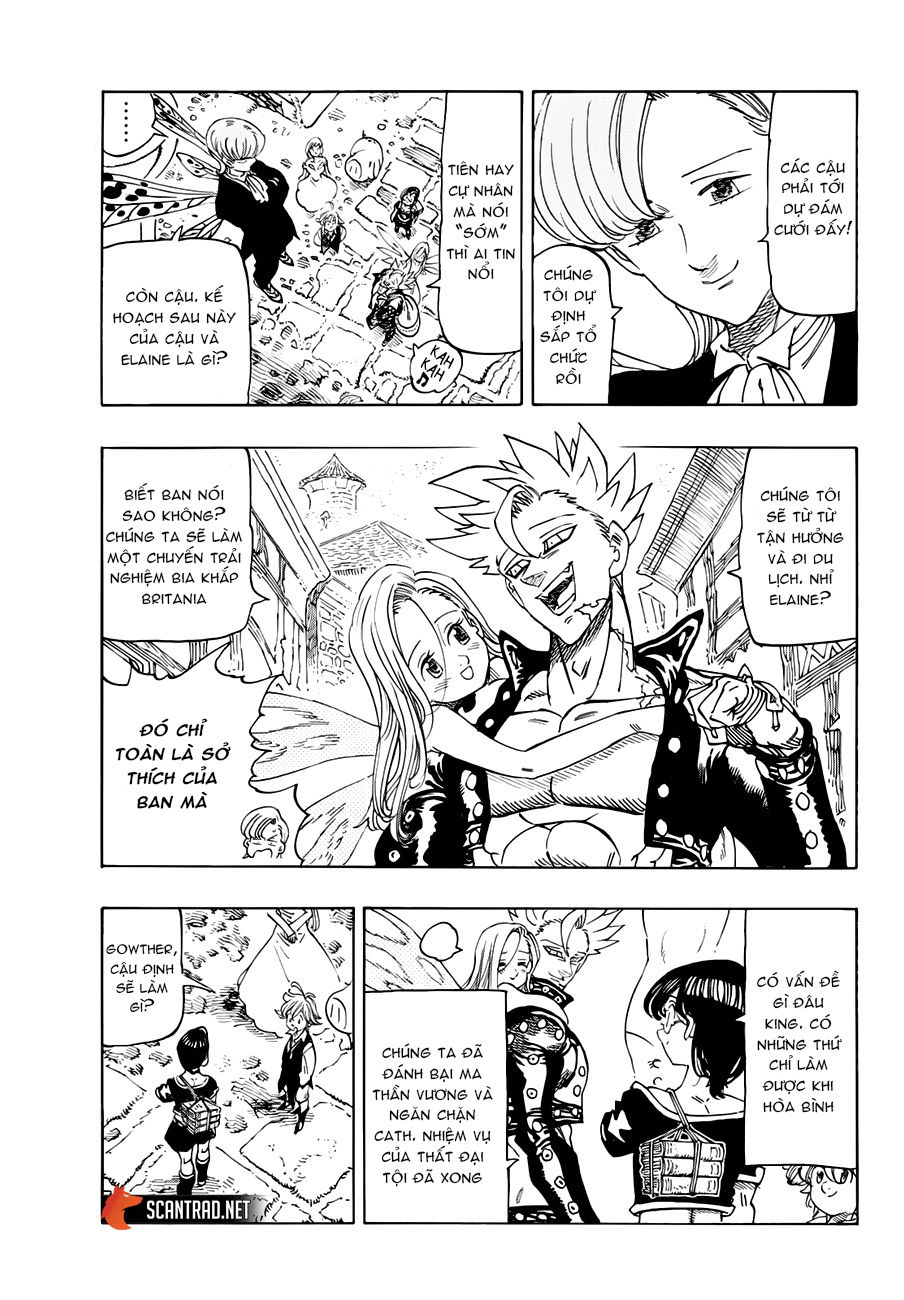 CÁC CẬU
PHẢI TỚI
DỰ ĐÁM
CƯỚI ĐẤY!
CHÚNG
TÔI DỰ
ĐỊNH
SẮP TỔ
CHỨC
RỒI
TIÊN HAY
CỰ NHÂN
MÀ NÓI
“SỚM”
THÌ AI TIN
NỔI
KAH
KAH
♫
......
CÒN CẬU, KẾ
HOẠCH SAU NÀY
CỦA CẬU VÀ
ELAINE LÀ GÌ?
CHÚNG TÔI
SẼ TỪ TỪ
TẬN HƯỞNG
VÀ ĐI DU
LỊCH, NHỈ
ELAINE?
BIẾT BAN NÓI
SAO KHÔNG?
CHÚNG TA SẼ LÀM
MỘT CHUYẾN TRẢI
NGHIỆM BIA KHẮP
BRITANIA
ĐÓ CHỈ
TOÀN LÀ SỞ
THÍCH CỦA
BAN MÀ
CÓ VẤN ĐỀ
GÌ ĐÂU
KING, CÓ
NHỮNG THỨ
CHỈ LÀM
ĐƯỢC KHI
HÒA BÌNH
CHÚNG TA ĐÃ
ĐÁNH BẠI MA
THẦN VƯƠNG VÀ
NGĂN CHẶN
CATH, NHIỆM VỤ
CỦA THẤT ĐẠI
TỘI ĐÃ XONG
GOWTHER,
CẬU ĐỊNH
SẼ LÀM
GÌ?
SCANTRAD.NET